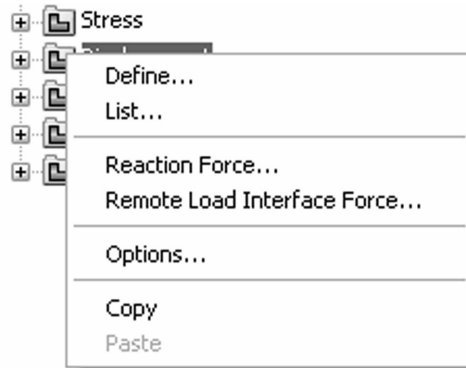 Stress
Define...
List...
Reaction Force...
Remote Load Interface Force...
Options...
Copy
Paste